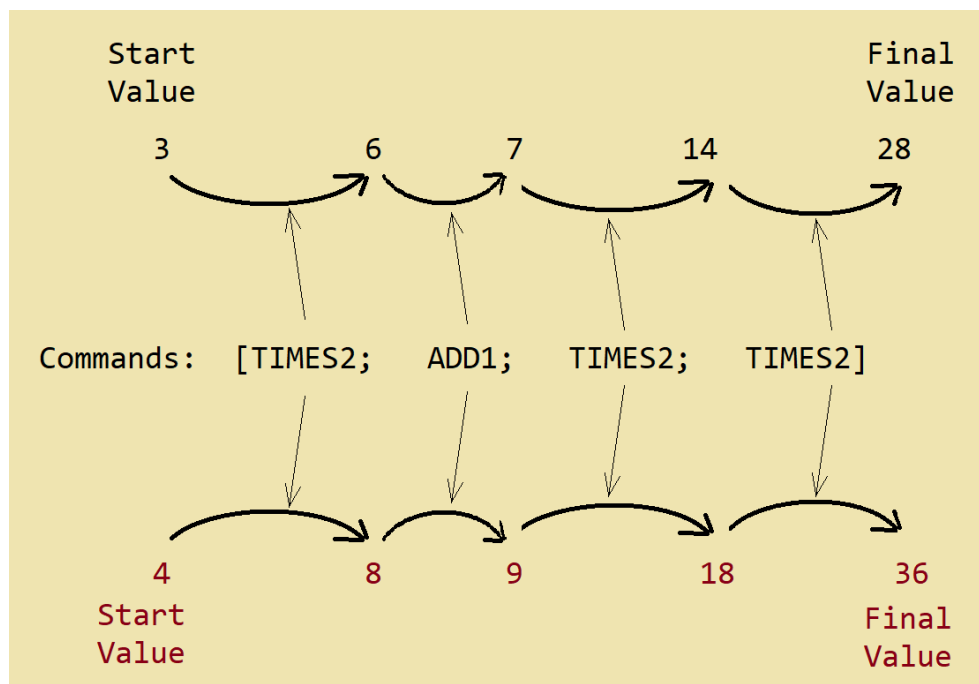 Start Final
Value Value
3 6 7 14 28
Commands: [TIMES2; ADD1; TIMES2; TIMES2]
4 8 9 18 36
Start Final
Value Value